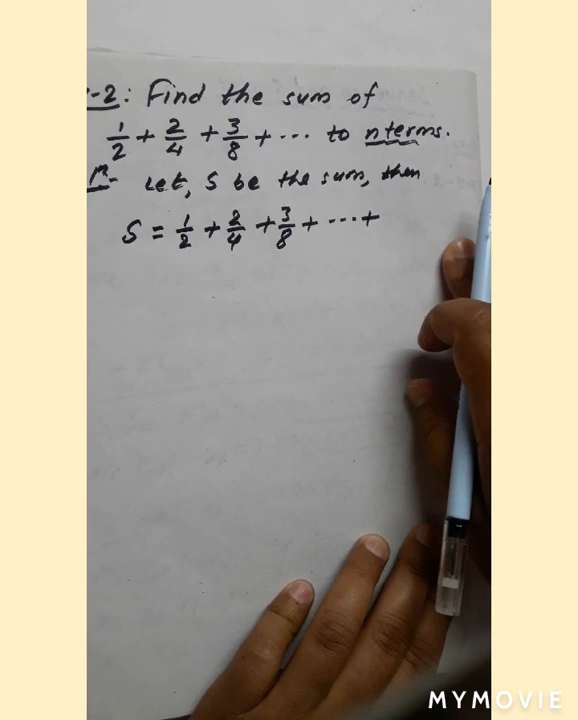 -2: Find the sum of
1/2 + 2/4 + 3/8 + ... to n terms.
Let, S be the sum, then
S = 1/2 + 2/4 + 3/8 + ... +
MYMOVIE